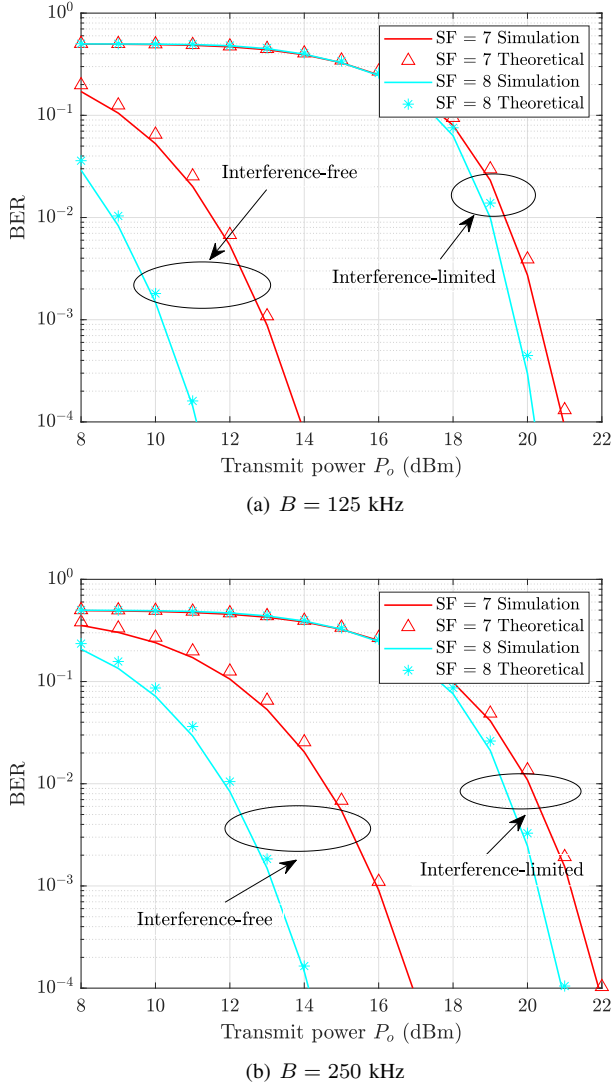 10^0
10^-1
10^-2
10^-3
10^-4
BER
SF = 7 Simulation
SF = 7 Theoretical
SF = 8 Simulation
SF = 8 Theoretical
Interference-free
Interference-limited
8 10 12 14 16 18 20 22
Transmit power P_o (dBm)
(a) B = 125 kHz
10^0
10^-1
10^-2
10^-3
10^-4
BER
SF = 7 Simulation
SF = 7 Theoretical
SF = 8 Simulation
SF = 8 Theoretical
Interference-limited
Interference-free
8 10 12 14 16 18 20 22
Transmit power P_o (dBm)
(b) B = 250 kHz